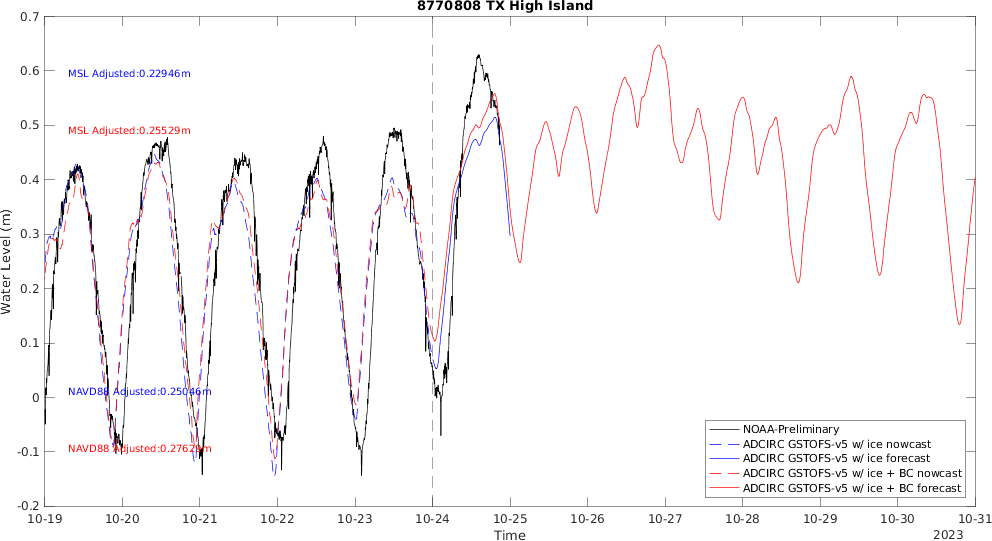 8770808 TX High Island
0.7
0.6
0.5
0.4
0.3
0.2
0.1
0
-0.1
-0.2
Water Level (m)
MSL Adjusted:0.22946m
MSL Adjusted:0.25529m
NAVD88 Adjusted:0.25046m
NAVD88 Adjusted:0.27629m
NOAA-Preliminary
ADCIRC GSTOFS-v5 w/ ice nowcast
ADCIRC GSTOFS-v5 w/ ice forecast
ADCIRC GSTOFS-v5 w/ ice + BC nowcast
ADCIRC GSTOFS-v5 w/ ice + BC forecast
10-19 10-20 10-21 10-22 10-23 10-24 10-25 10-26 10-27 10-28 10-29 10-30 10-31
Time
2023